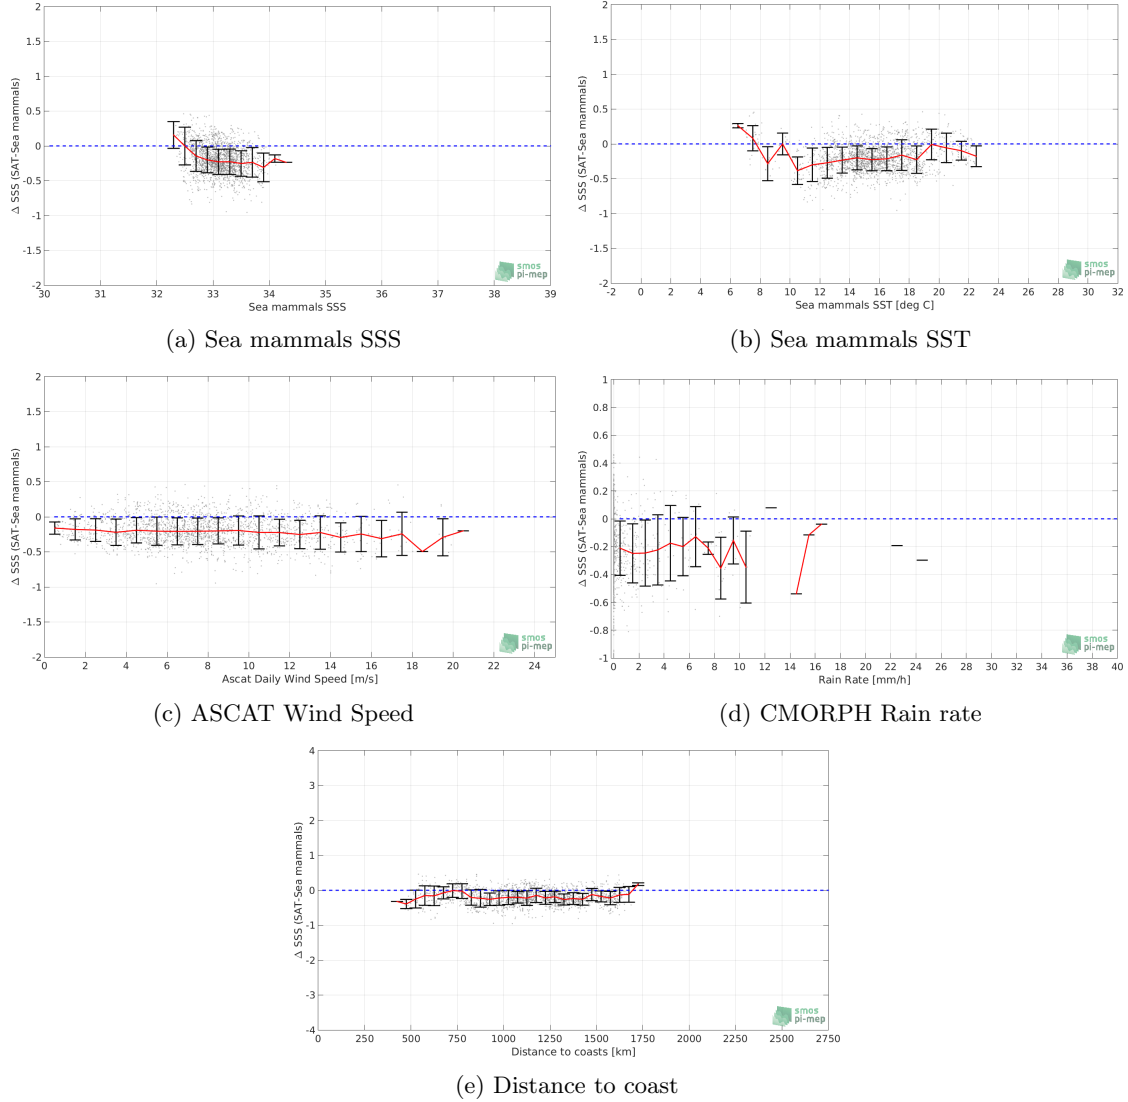 2
1.5
1
0.5
0
-0.5
-1
-1.5
-2
Δ SSS (SAT-Sea mammals)
30 31 32 33 34 35 36 37 38 39
Sea mammals SSS
smos
pi-mep
(a) Sea mammals SSS
2
1.5
1
0.5
0
-0.5
-1
-1.5
-2
Δ SSS (SAT-Sea mammals)
-2 0 2 4 6 8 10 12 14 16 18 20 22 24 26 28 30 32
Sea mammals SST [deg C]
smos
pi-mep
(b) Sea mammals SST
2
1.5
1
0.5
0
-0.5
-1
-1.5
-2
Δ SSS (SAT-Sea mammals)
0 2 4 6 8 10 12 14 16 18 20 22 24
Ascat Daily Wind Speed [m/s]
smos
pi-mep
(c) ASCAT Wind Speed
1
0.8
0.6
0.4
0.2
0
-0.2
-0.4
-0.6
-0.8
-1
Δ SSS (SAT-Sea mammals)
0 2 4 6 8 10 12 14 16 18 20 22 24 26 28 30 32 34 36 38 40
Rain Rate [mm/h]
smos
pi-mep
(d) CMORPH Rain rate
4
3
2
1
0
-1
-2
-3
-4
Δ SSS (SAT-Sea mammals)
0 250 500 750 1000 1250 1500 1750 2000 2250 2500 2750
Distance to coasts [km]
smos
pi-mep
(e) Distance to coast